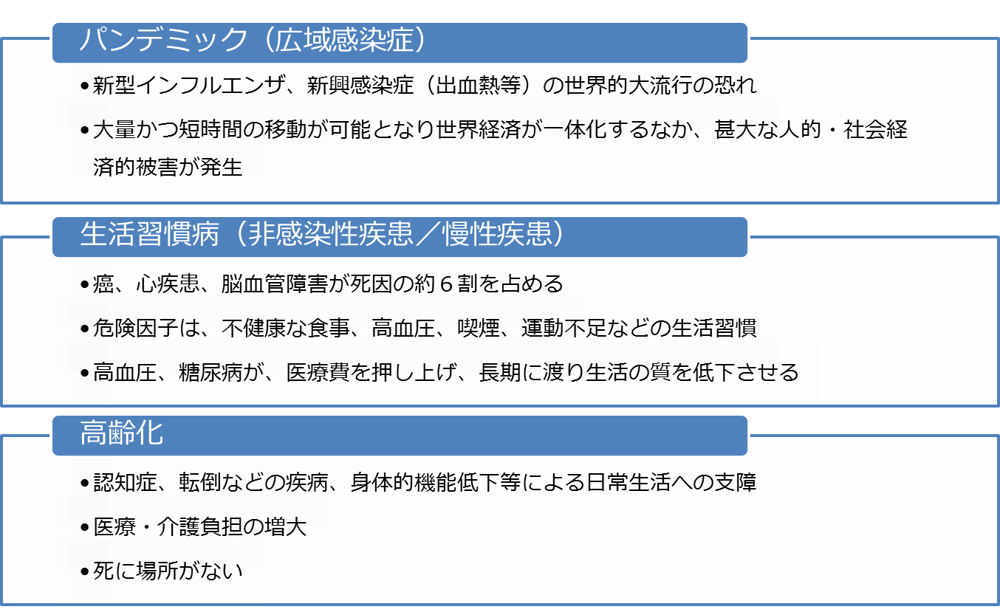 パンデミック（広域感染症）
•新型インフルエンザ、新興感染症（出血熱等）の世界的大流行の恐れ
•大量かつ短時間の移動が可能となり世界経済が一体化するなか、甚大な人的・社会経
済的被害が発生
生活習慣病（非感染性疾患／慢性疾患）
•癌、心疾患、脳血管障害が死因の約６割を占める
•危険因子は、不健康な食事、高血圧、喫煙、運動不足などの生活習慣
•高血圧、糖尿病が、医療費を押し上げ、長期に渡り生活の質を低下させる
高齢化
•認知症、転倒などの疾病、身体的機能低下等による日常生活への支障
•医療・介護負担の増大
•死に場所がない